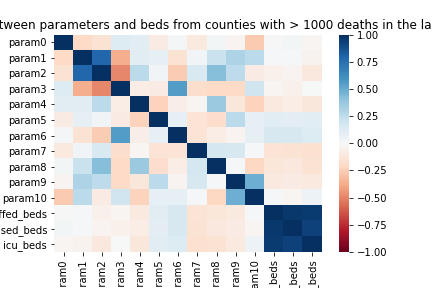 tween parameters and beds from counties with > 1000 deaths in the la
param0
param1
param2
param3
param4
param5
param6
param7
param8
param9
param10
ffed_beds
sed_beds
icu_beds
1.00
0.75
0.50
0.25
0.00
−0.25
−0.50
−0.75
−1.00
ram0
ram1
ram2
ram3
ram4
ram5
ram6
ram7
ram8
ram9
am10
_beds
_beds
_beds